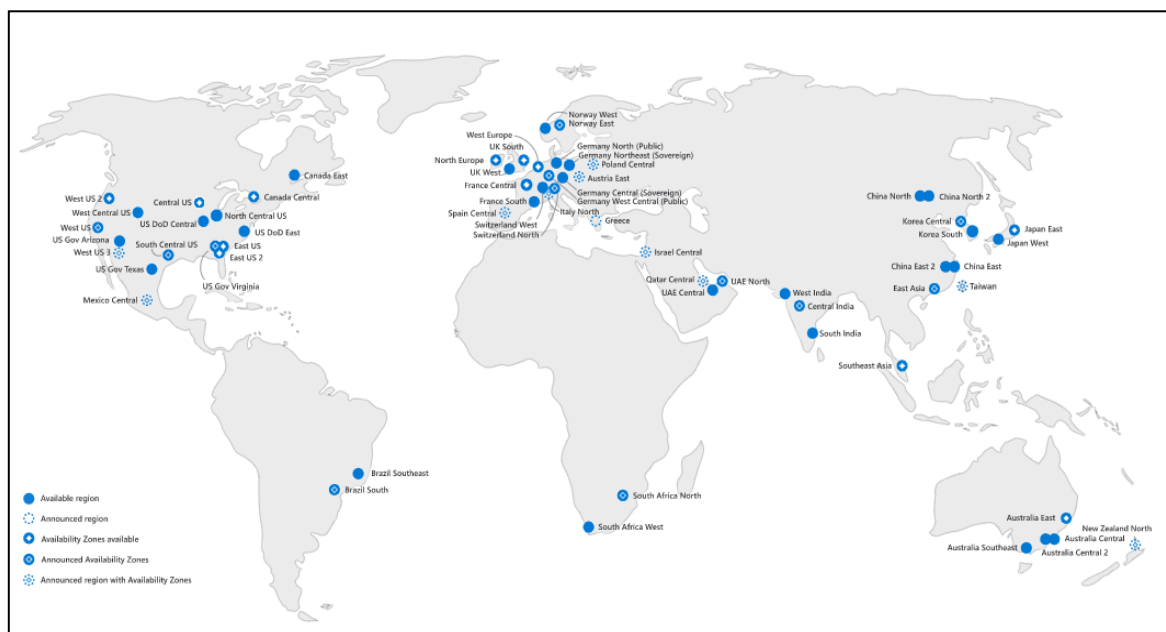 Norway West
Norway East
West Europe
UK South
Germany North (Public)
Germany Northeast (Sovereign)
North Europe
Poland Central
UK West
Canada East
Austria East
France Central
West US 2
Central US
Canada Central
Germany Central (Sovereign)
Germany West Central (Public)
China North
China North 2
France South
West Central US
North Central US
Spain Central
Italy North
US DoD Central
Switzerland West
Greece
Korea Central
West US
US DoD East
Switzerland North
Korea South
Japan East
US Gov Arizona
South Central US
East US
Japan West
West US 3
Israel Central
East US 2
China East 2
China East
US Gov Texas
Qatar Central
UAE North
US Gov Virginia
UAE Central
West India
East Asia
Taiwan
Mexico Central
Central India
South India
Southeast Asia
Brazil Southeast
Brazil South
South Africa North
Available region
Announced region
Australia East
South Africa West
New Zealand North
Availability Zones available
Australia Central
Australia Southeast
Australia Central 2
Announced Availability Zones
Announced region with Availability Zones